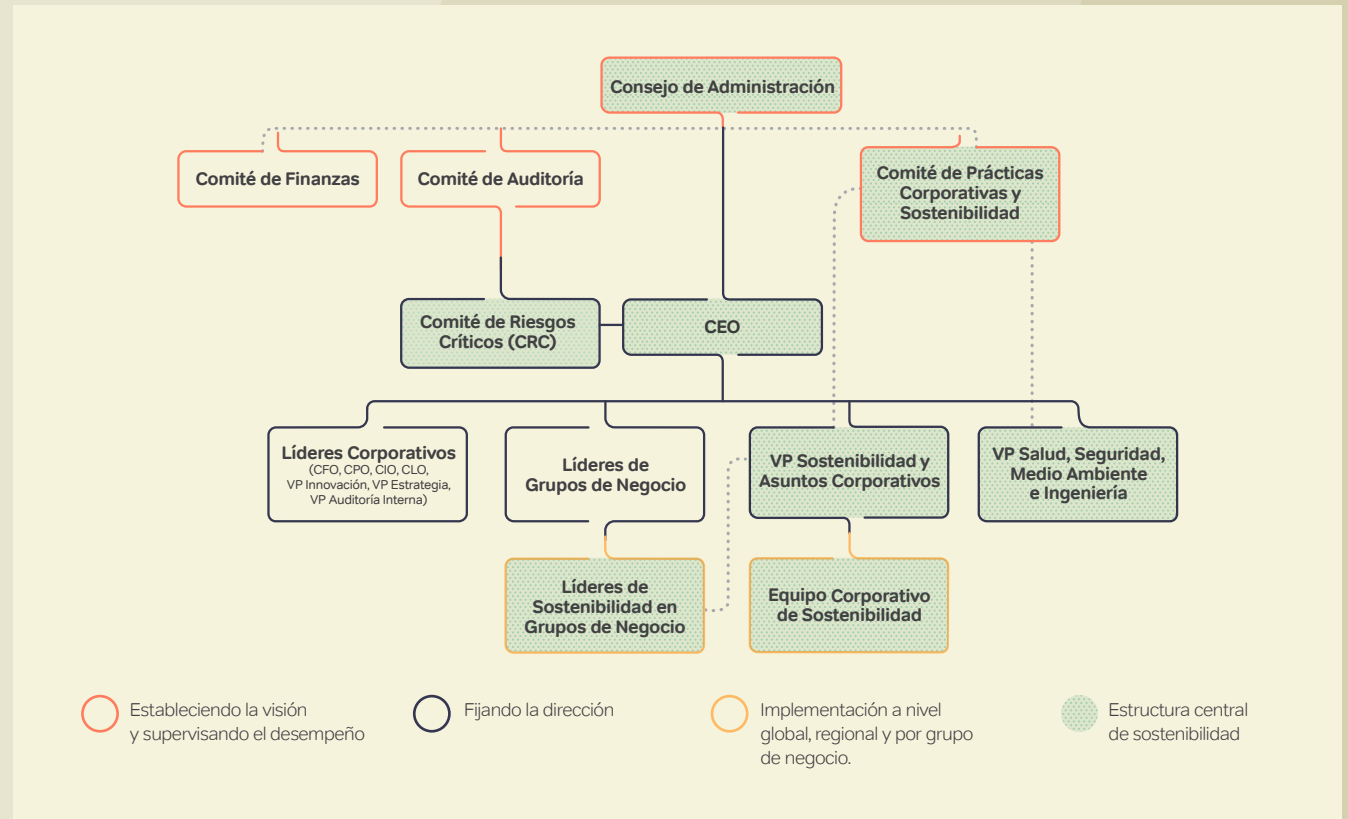 Consejo de Administración
Comité de Finanzas
Comité de Auditoría
Comité de Prácticas
Corporativas y
Sostenibilidad
Comité de Riesgos
Críticos (CRC)
CEO
Líderes Corporativos
(CFO, CPO, CIO, CLO,
VP Innovación, VP Estrategia,
VP Auditoría Interna)
Líderes de
Grupos de Negocio
VP Sostenibilidad y
Asuntos Corporativos
VP Salud, Seguridad,
Medio Ambiente
e Ingeniería
Líderes de
Sostenibilidad en
Grupos de Negocio
Equipo Corporativo
de Sostenibilidad
Estableciendo la visión
y supervisando el desempeño
Fijando la dirección
Implementación a nivel
global, regional y por grupo
de negocio.
Estructura central
de sostenibilidad